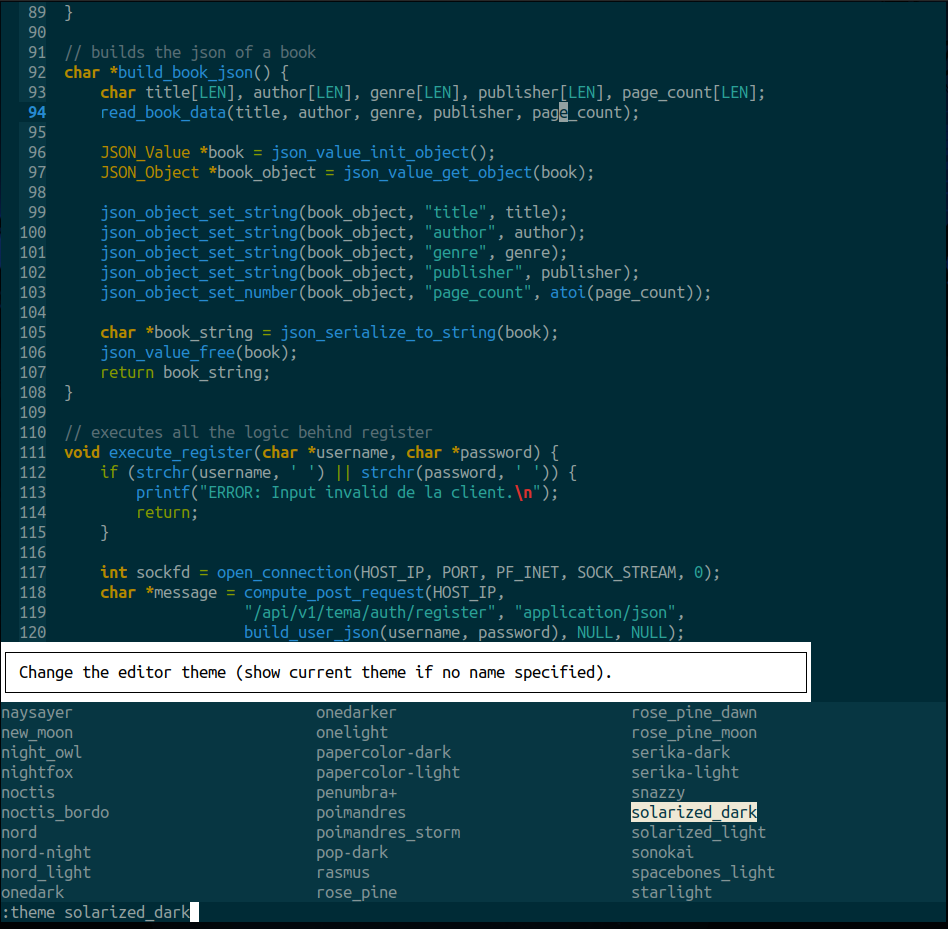 89 }
90
91 // builds the json of a book
92 char *build_book_json() {
93     char title[LEN], author[LEN], genre[LEN], publisher[LEN], page_count[LEN];
94     read_book_data(title, author, genre, publisher, page_count);
95
96     JSON_Value *book = json_value_init_object();
97     JSON_Object *book_object = json_value_get_object(book);
98
99     json_object_set_string(book_object, "title", title);
100     json_object_set_string(book_object, "author", author);
101     json_object_set_string(book_object, "genre", genre);
102     json_object_set_string(book_object, "publisher", publisher);
103     json_object_set_number(book_object, "page_count", atoi(page_count));
104
105     char *book_string = json_serialize_to_string(book);
106     json_value_free(book);
107     return book_string;
108 }
109
110 // executes all the logic behind register
111 void execute_register(char *username, char *password) {
112     if (strchr(username, ' ') || strchr(password, ' ')) {
113         printf("ERROR: Input invalid de la client.\n");
114         return;
115     }
116
117     int sockfd = open_connection(HOST_IP, PORT, PF_INET, SOCK_STREAM, 0);
118     char *message = compute_post_request(HOST_IP,
119                     "/api/v1/tema/auth/register", "application/json",
120                     build_user_json(username, password), NULL, NULL);
Change the editor theme (show current theme if no name specified).
naysayer onedarker rose_pine_dawn
new_moon onelight rose_pine_moon
night_owl papercolor-dark serika-dark
nightfox papercolor-light serika-light
noctis penumbra+ snazzy
noctis_bordo poimandres solarized_dark
nord poimandres_storm solarized_light
nord-night pop-dark sonokai
nord_light rasmus spacebones_light
onedark rose_pine starlight
:theme solarized_dark